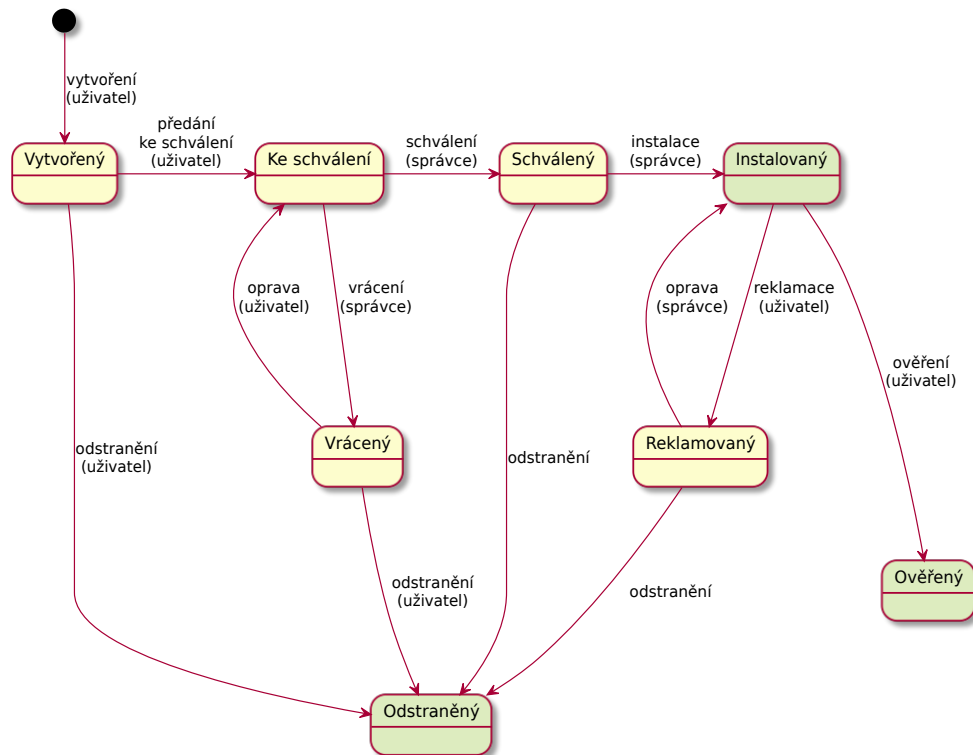 vytvoření
(uživatel)
předání
ke schválení
(uživatel)
schválení
(správce)
instalace
(správce)
Vytvořený
Ke schválení
Schválený
Instalovaný
oprava
(uživatel)
vrácení
(správce)
oprava
(správce)
reklamace
(uživatel)
ověření
(uživatel)
Vrácený
Reklamovaný
odstranění
(uživatel)
odstranění
odstranění
(uživatel)
odstranění
Ověřený
Odstraněný